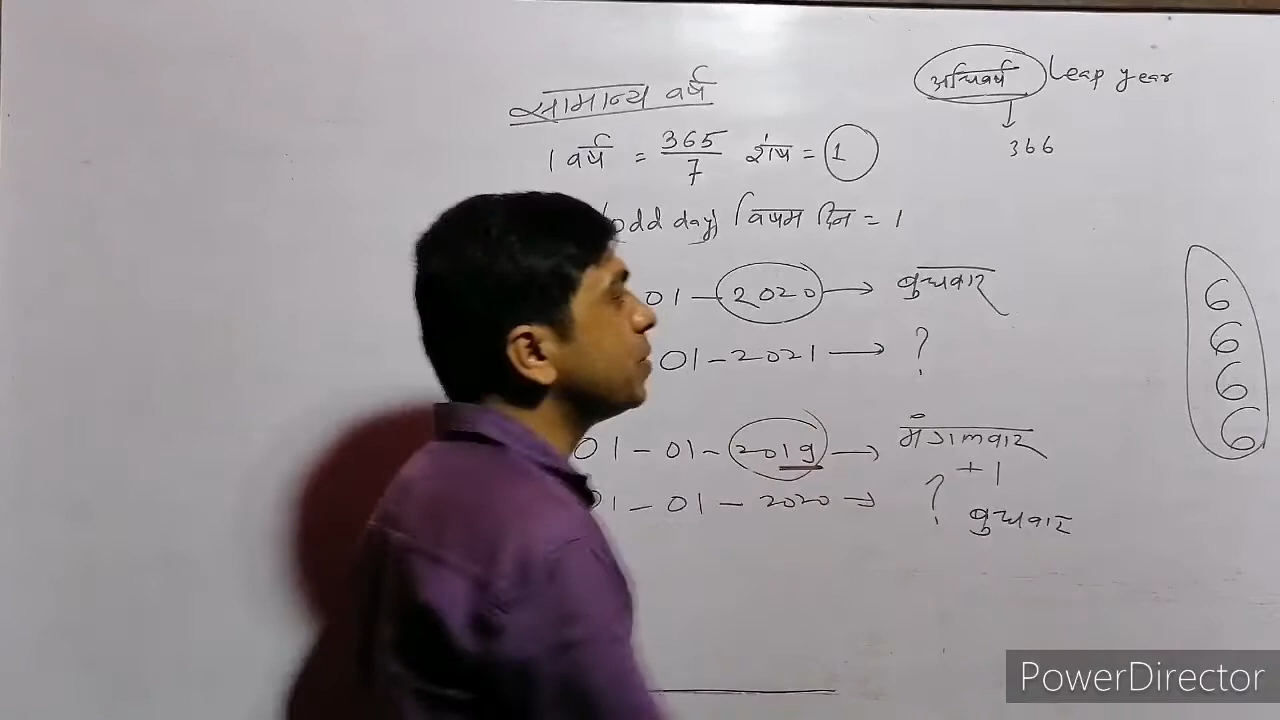 सामान्य वर्ष
1 वर्ष = 365/7 शेष = 1
odd day विषम दिन = 1
01 - 2020 → बुधवार
01 - 2021 → ?
01 - 01 - 2019 → मंगलवार
+ 1
01 - 01 - 2020 → ? बुधवार
अधिवर्ष Leap year
↓
366
6
6
6
6
PowerDirector